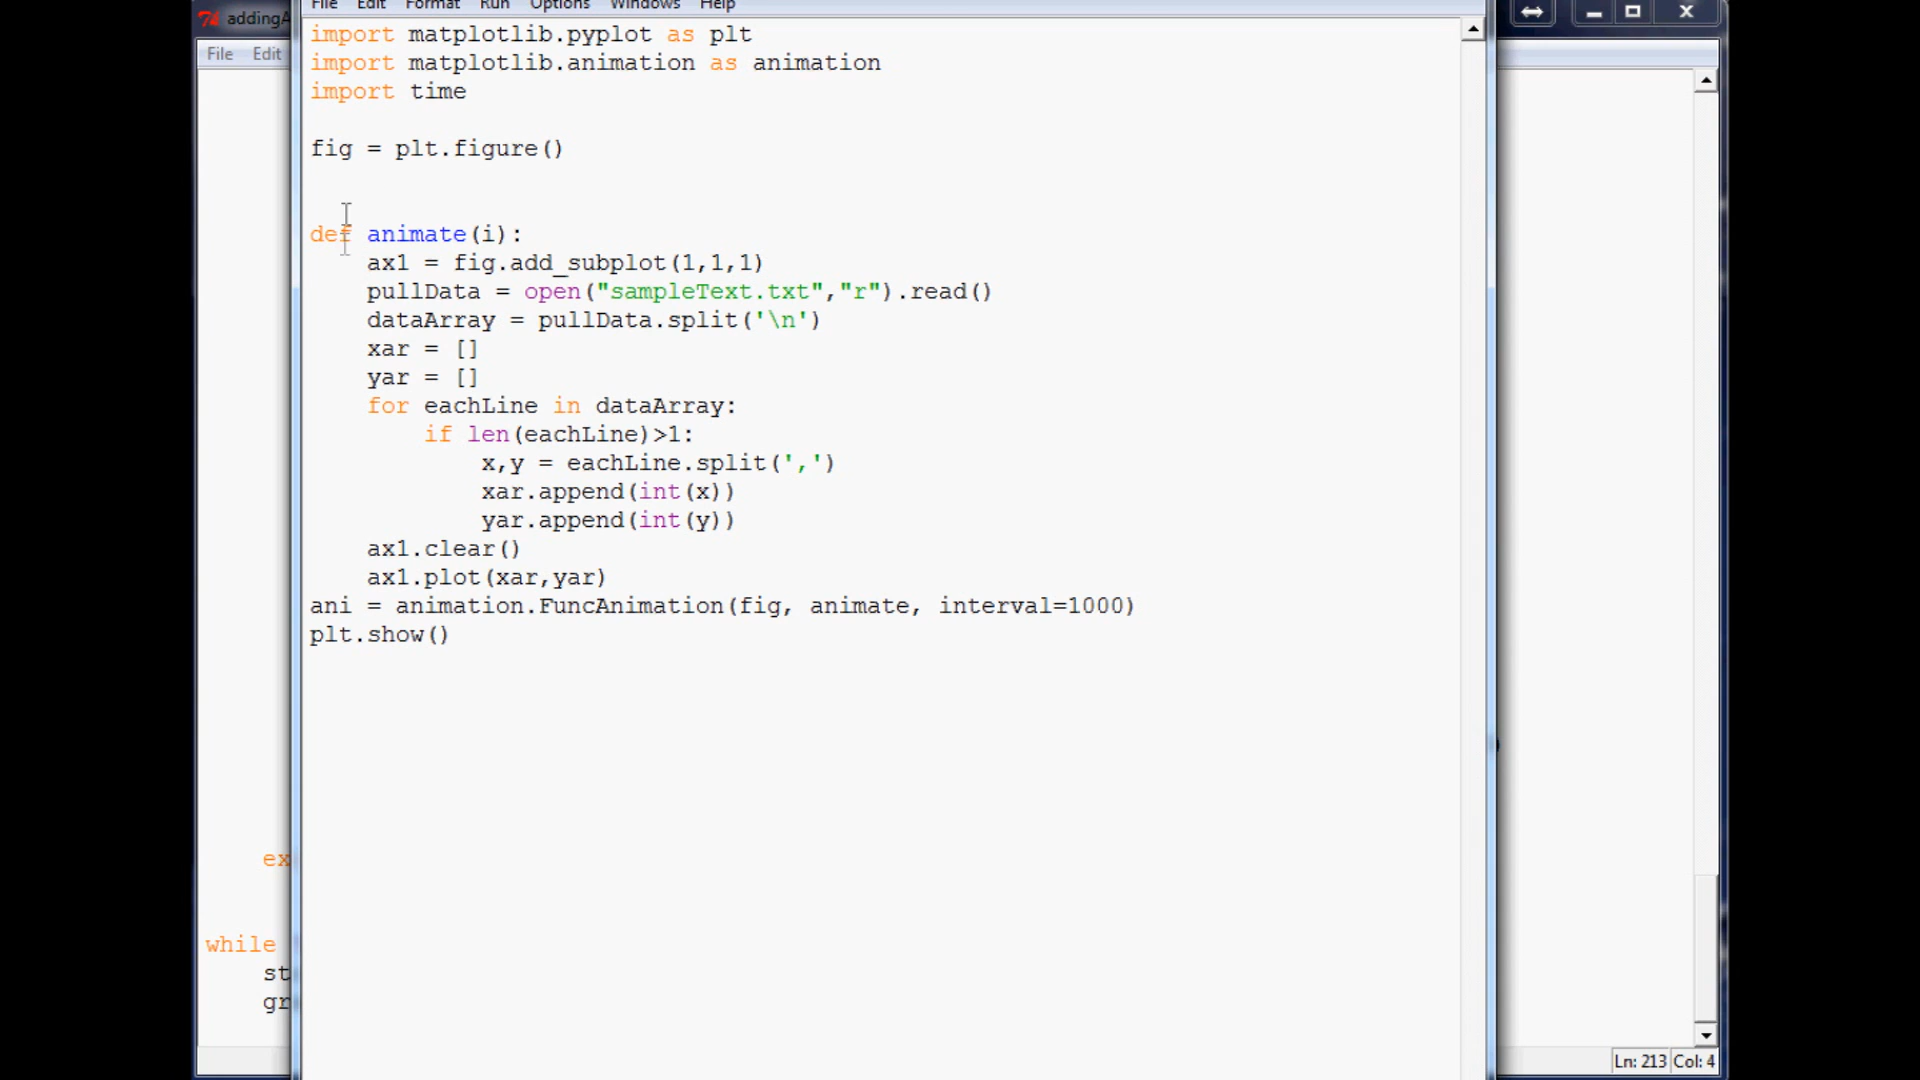 addingA
File Edit
File Edit Format Run Options Windows Help
import matplotlib.pyplot as plt
import matplotlib.animation as animation
import time
fig = plt.figure()
def animate(i):
    ax1 = fig.add_subplot(1,1,1)
    pullData = open("sampleText.txt","r").read()
    dataArray = pullData.split('\n')
    xar = []
    yar = []
    for eachLine in dataArray:
        if len(eachLine)>1:
            x,y = eachLine.split(',')
            xar.append(int(x))
            yar.append(int(y))
    ax1.clear()
    ax1.plot(xar,yar)
ani = animation.FuncAnimation(fig, animate, interval=1000)
plt.show()
ex
while
st
gr
Ln: 213 Col: 4